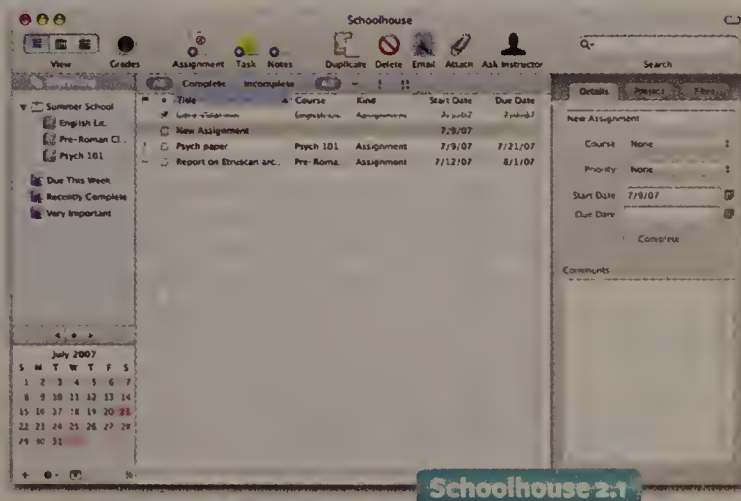 Schoolhouse
View
Grades
Assignment
Task
Notes
Duplicate
Delete
Email
Attach
Ask Instructor
Search
Complete
Incomplete
Title
Course
Kind
Start Date
Due Date
New Assignment
7/9/07
Psych paper
Psych 101
Assignment
7/9/07
7/21/07
Report on Etruscan arc..
Pre-Roma..
Assignment
7/12/07
8/1/07
Summer School
English Lit.
Pre-Roman Cl..
Psych 101
Due This Week
Recently Complete
Very Important
July 2007
S M T W T F S
1 2 3 4 5 6 7
8 9 10 11 12 13 14
15 16 17 18 19 20 21
22 23 24 25 26 27 28
29 30 31
Details
Project
New Assignment
Course None
Priority None
Start Date 7/9/07
Due Date
Complete
Comments
Schoolhouse 2.1